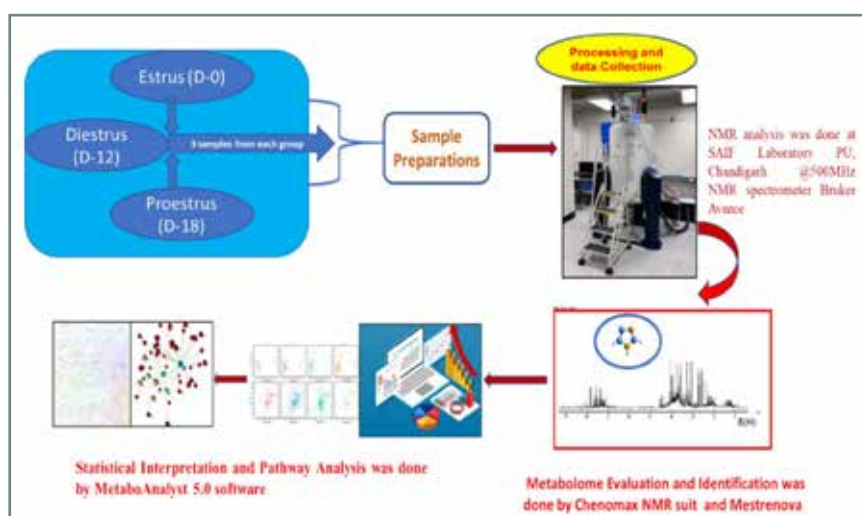 Estrus (D-0)
Diestrus
(D-12)
Proestrus
(D-18)
3 samples from each group
Sample
Preparations
Processing and
data Collection
NMR analysis was done at
SAIF Laboratory PU,
Chandigarh @500MHz
NMR spectrometer Bruker
Avance
Metabolome Evaluation and Identification was
done by Chenomax NMR suit and Mestrenova
Statistical Interpretation and Pathway Analysis was done
by MetaboAnalyst 5.0 software